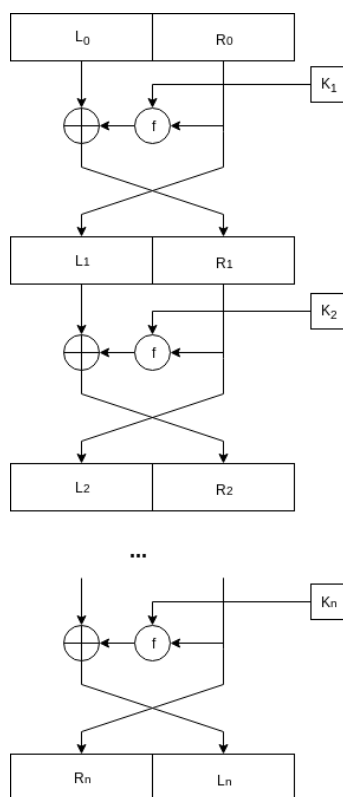 L₀ R₀
K₁
f
L₁ R₁
K₂
f
L₂ R₂
...
Kₙ
f
Rₙ Lₙ